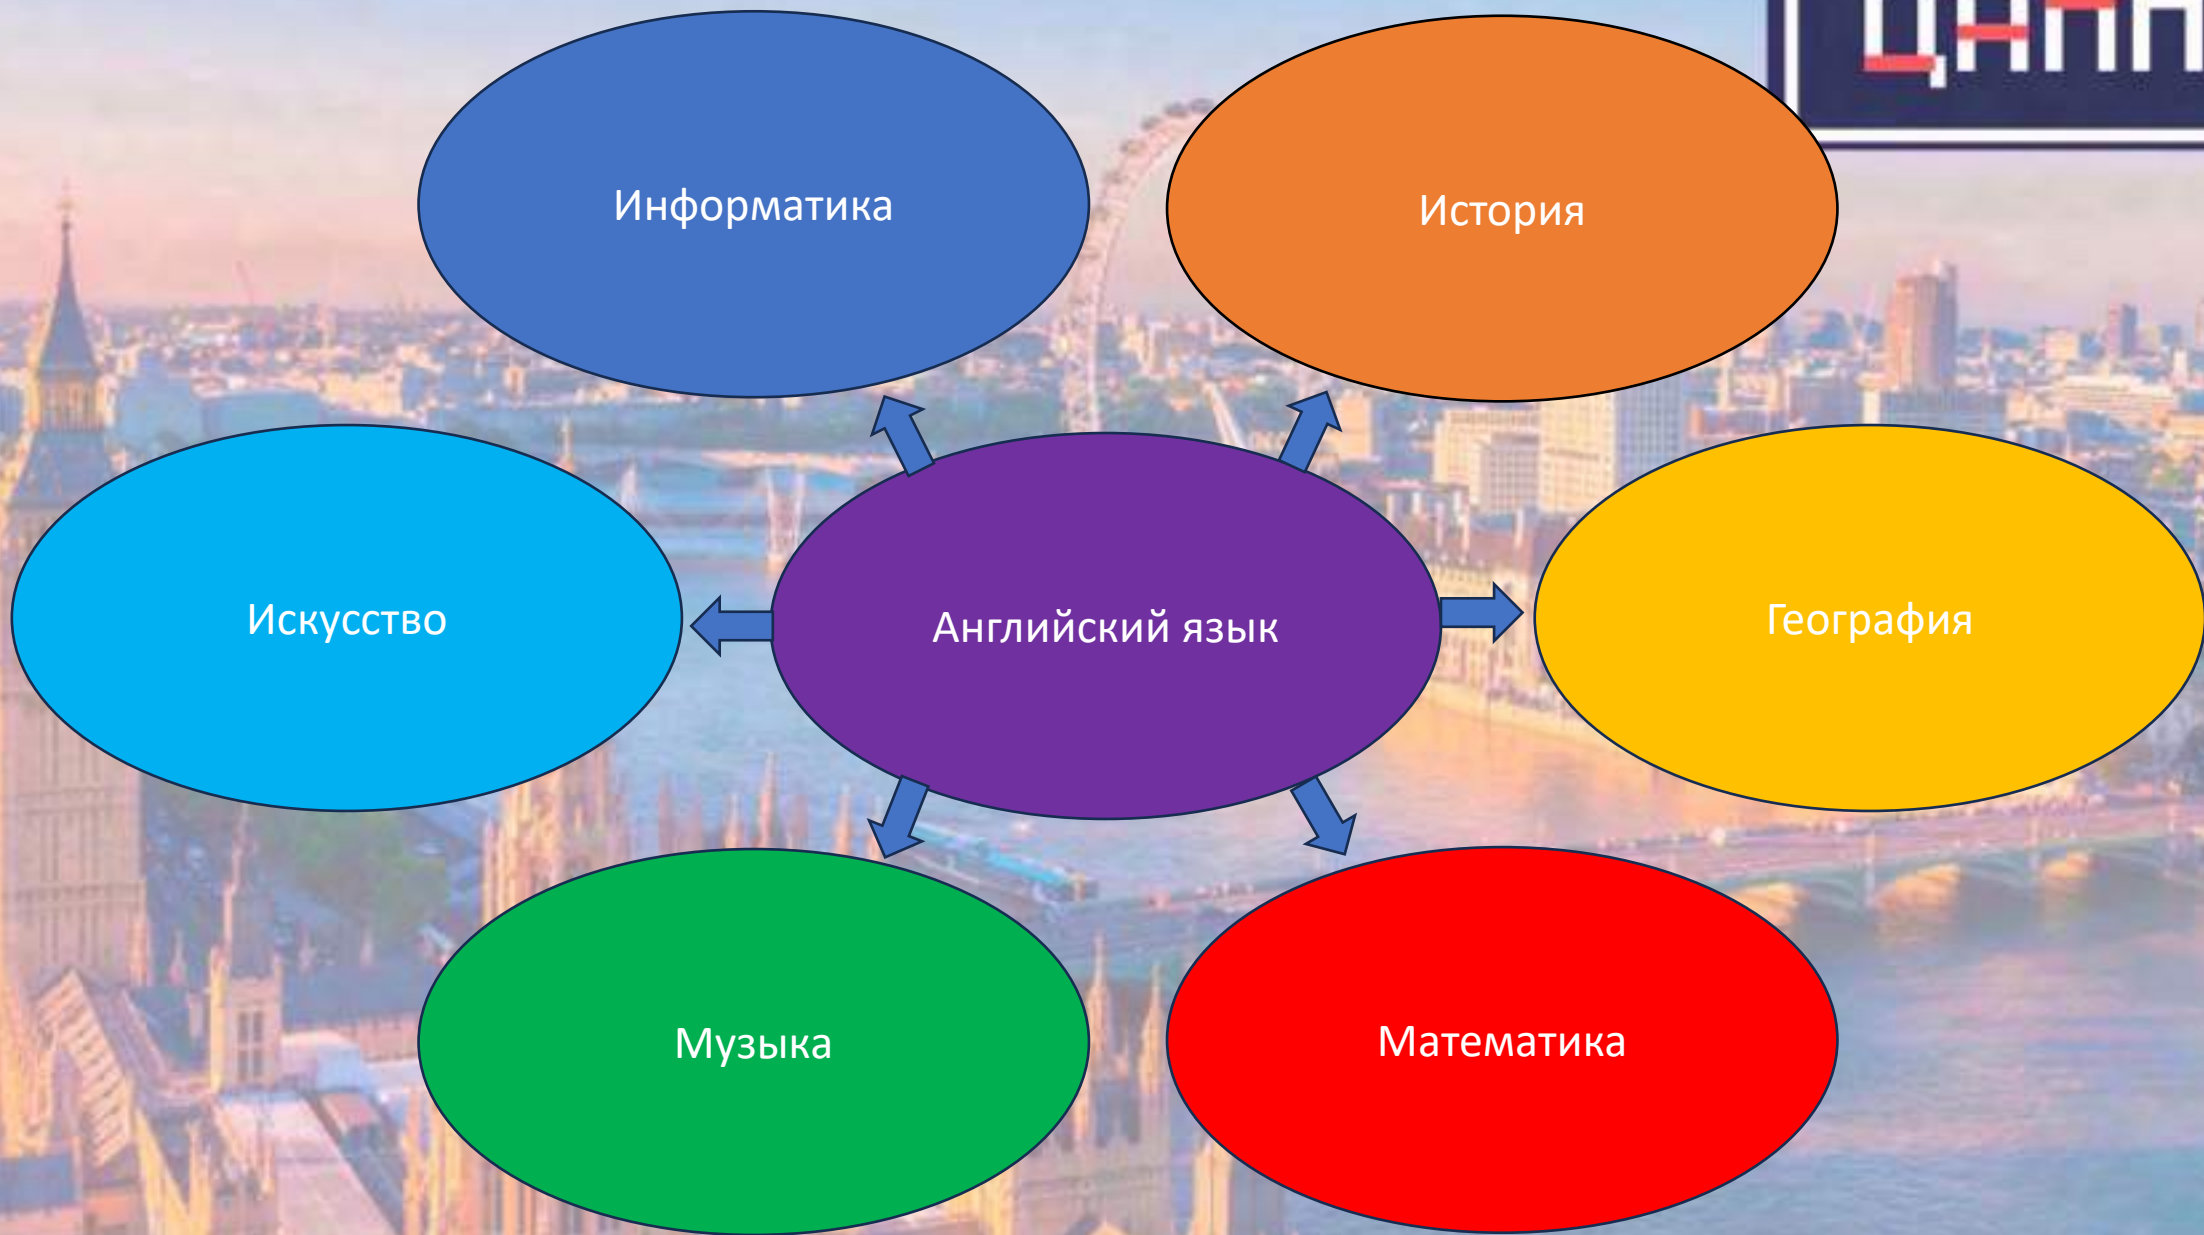 Информатика
История
Искусство
Английский язык
География
Музыка
Математика